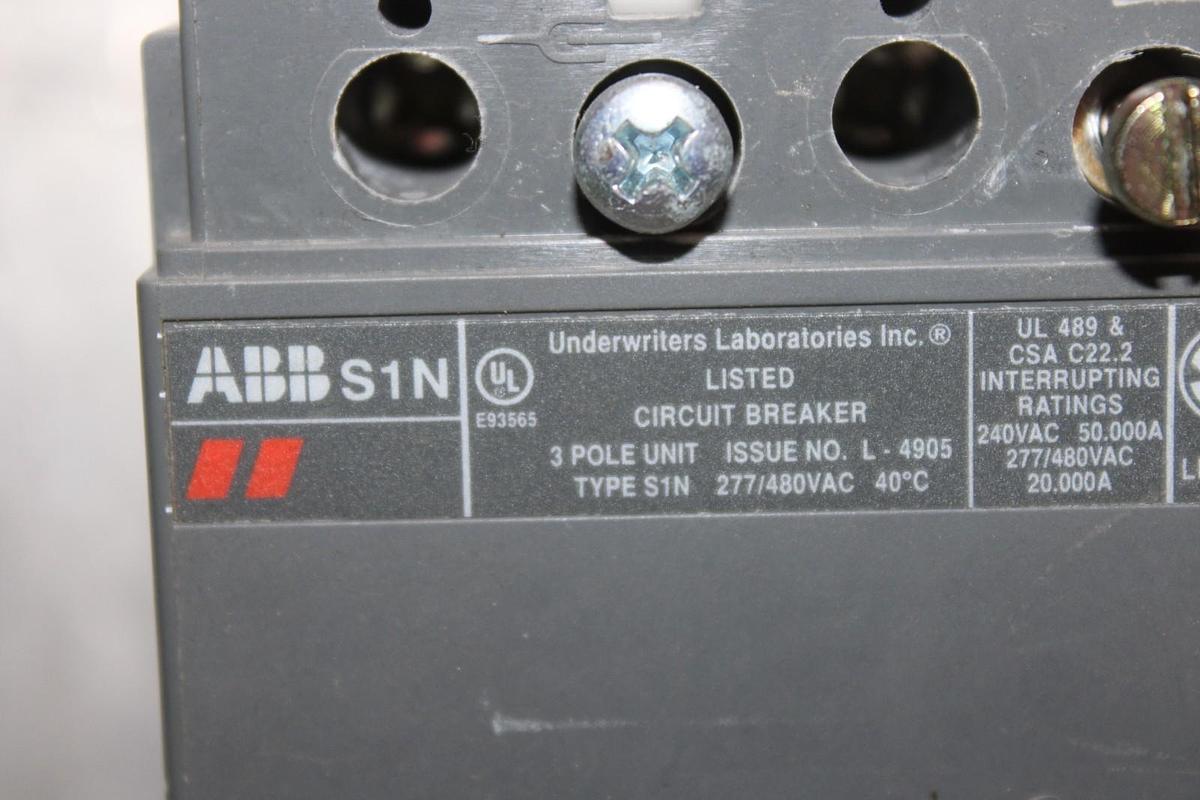 ABB S1N
UL
E93565
Underwriters Laboratories Inc.®
LISTED
CIRCUIT BREAKER
3 POLE UNIT ISSUE NO. L - 4905
TYPE S1N 277/480VAC 40°C
UL 489 &
CSA C22.2
INTERRUPTING
RATINGS
240VAC 50.000A
277/480VAC
20.000A